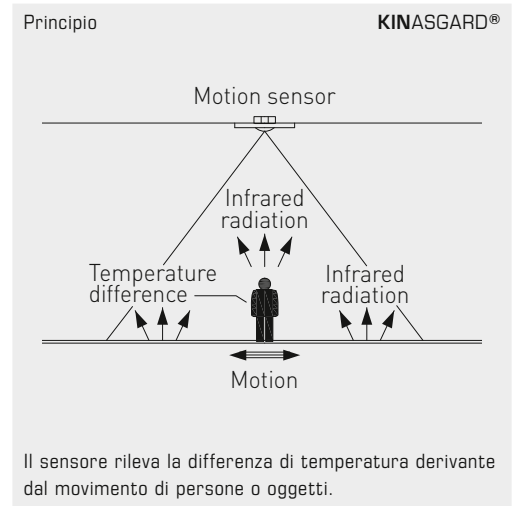 Principio KINASGARD®
Motion sensor
Infrared
radiation
Temperature
difference
Infrared
radiation
Motion
Il sensore rileva la differenza di temperatura derivante
dal movimento di persone o oggetti.